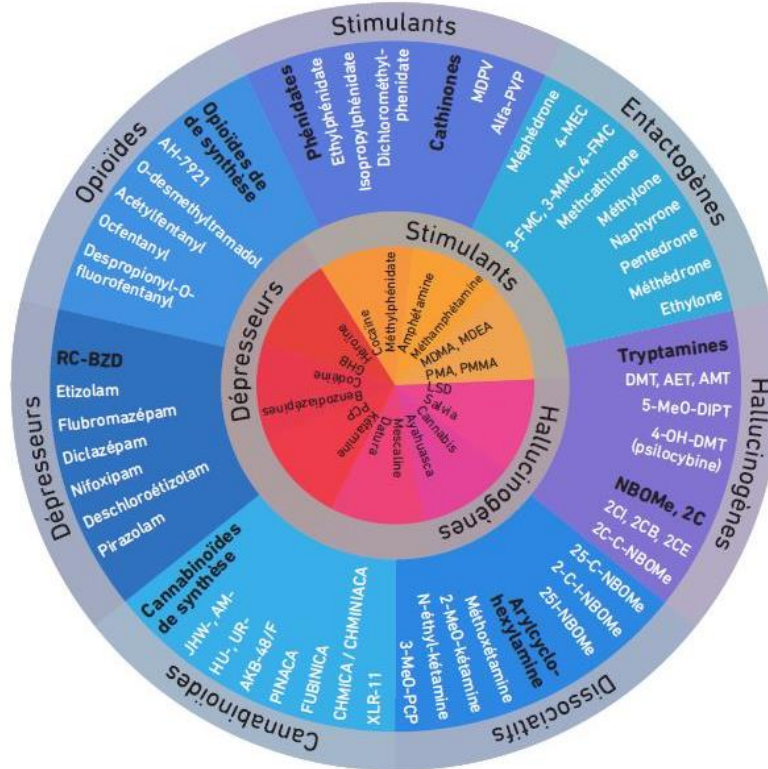 Stimulants
Phénidates
Ethylphénidate
Isopropylphénidate
Dichlorométhyl-
phenidate
Cathinones
MDPV
Alfa-PVP
Entactogènes
Méphédrone
4-MEC
3-FMC, 3-MMC, 4-FMC
Methcathinone
Méthylone
Naphyrone
Pentedrone
Méthédrone
Ethylone
Hallucinogènes
Tryptamines
DMT, AET, AMT
5-MeO-DIPT
4-OH-DMT
(psilocybine)
NBOMe, 2C
2CI, 2CB, 2CE
2C-C-NBOMe
25-C-NBOMe
2-C-I-NBOMe
25I-NBOMe
Dissociatifs
Arylcyclo-
hexylamine
Méthoxétamine
2-MeO-kétamine
N-éthyl-kétamine
3-MeO-PCP
Cannabinoïdes
Cannabinoïdes
de synthèse
JHW-, AM-
HU-, UR-
AKB-48/F
PINACA
FUBINICA
CHMICA / CHMINIACA
XLR-11
Dépresseurs
RC-BZD
Etizolam
Flubromazépam
Diclazépam
Nifoxipam
Deschloroétizolam
Pirazolam
Opioïdes
Opioïdes de
de synthèse
AH-7921
O-desmethyltramadol
Acétylfentanyl
Ocfentanyl
Despropionyl-O-
fluorofentanyl
Stimulants
Cocaïne
Méthylphénidate
Amphétamine
Méthamphétamine
MDMA, MDEA
PMA, PMMA
Hallucinogènes
LSD
Salvia
Cannabis
Ayahuasca
Mescaline
Datura
Kétamine
PCP
Dépresseurs
Benzodiazépines
Codéine
GHB
Héroïne